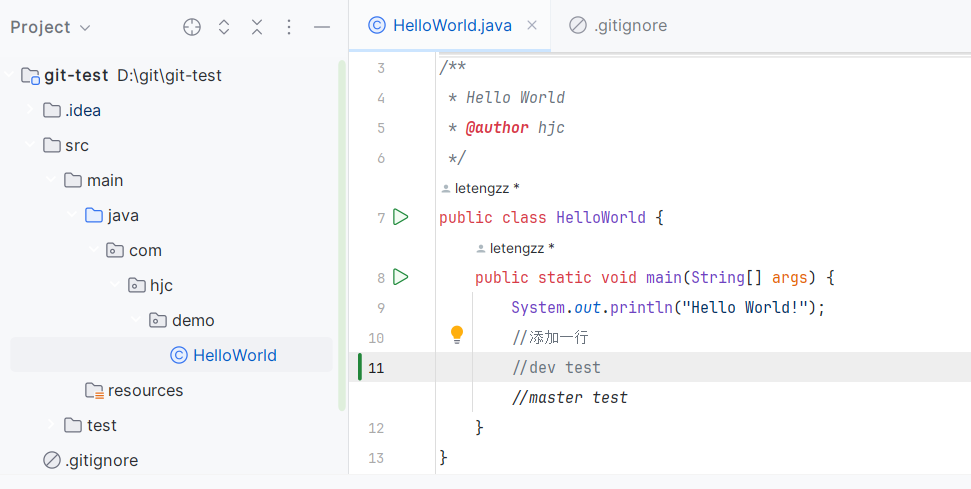 Project
git-test D:\git\git-test
.idea
src
main
java
com
hjc
demo
HelloWorld
resources
test
.gitignore
HelloWorld.java .gitignore
3 /**
4 * Hello World
5 * @author hjc
6 */
letengzz *
7 public class HelloWorld {
letengzz *
8 public static void main(String[] args) {
9 System.out.println("Hello World!");
10 //添加一行
11 //dev test
//master test
12 }
13 }